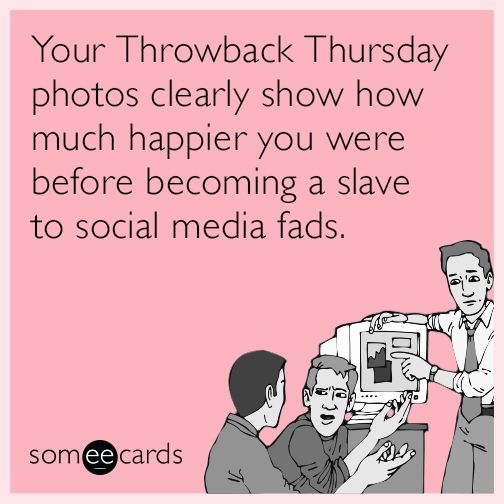 Your Throwback Thursday
photos clearly show how
much happier you were
before becoming a slave
to social media fads.
someecards